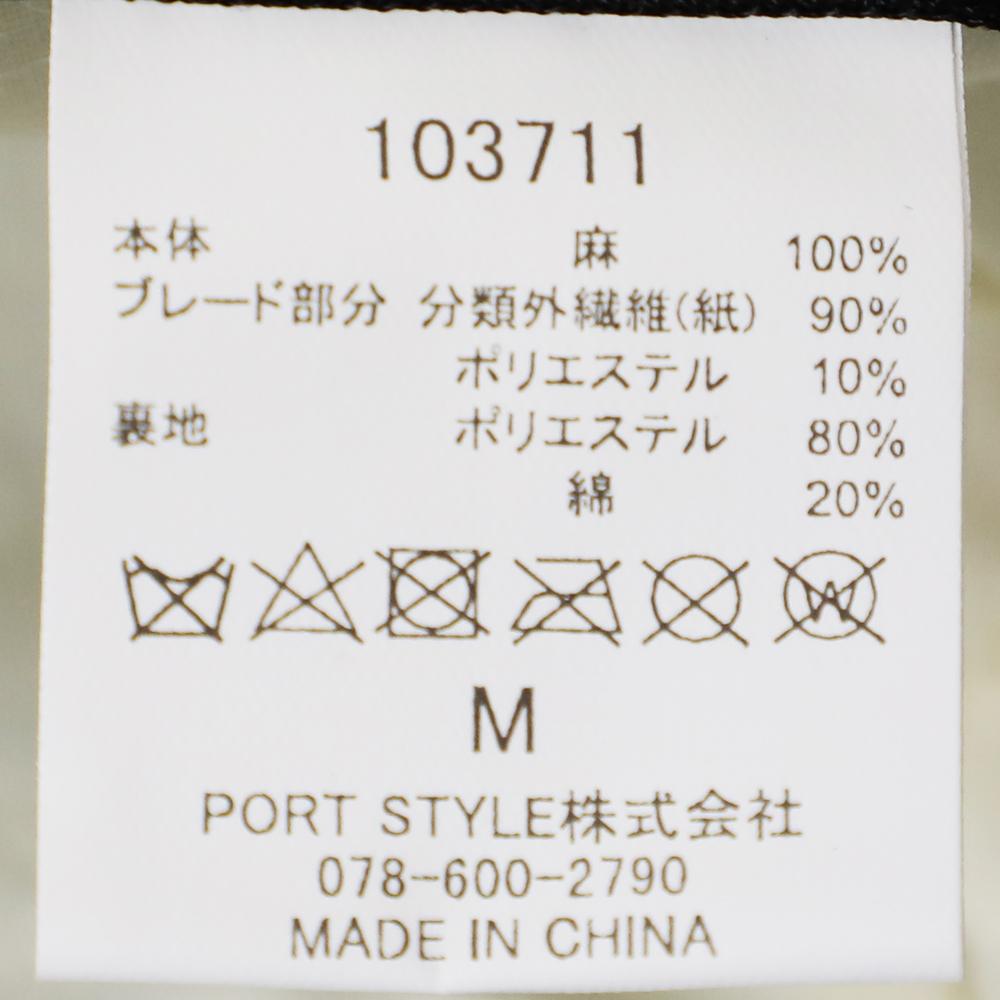 103711
本体 麻 100%
ブレード部分 分類外繊維(紙) 90%
ポリエステル 10%
裏地 ポリエステル 80%
綿 20%
W
M
PORT STYLE株式会社
078-600-2790
MADE IN CHINA